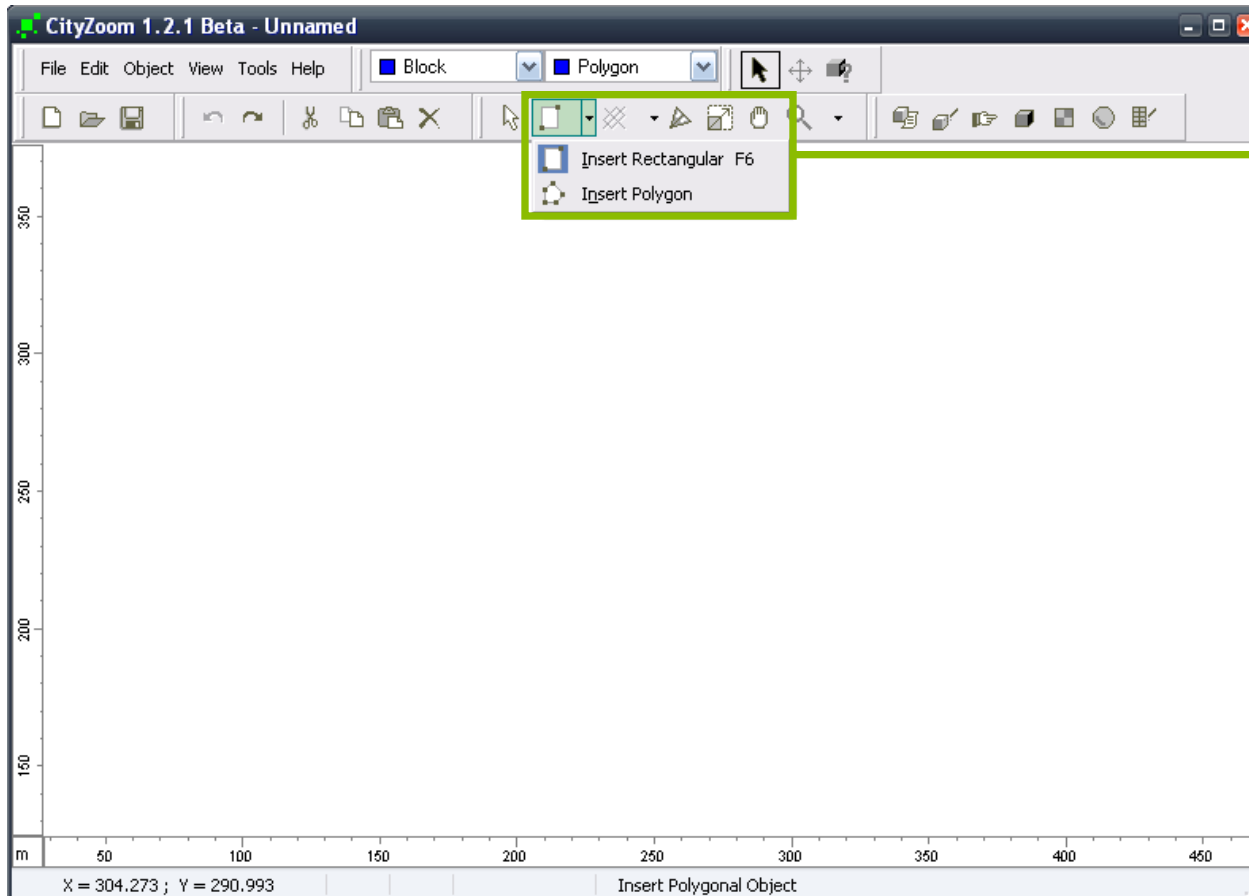 CityZoom 1.2.1 Beta - Unnamed
File Edit Object View Tools Help Block Polygon
Insert Rectangular F6
Insert Polygon
350
300
250
200
150
m 50 100 150 200 250 300 350 400 450
X = 304.273 ; Y = 290.993 Insert Polygonal Object